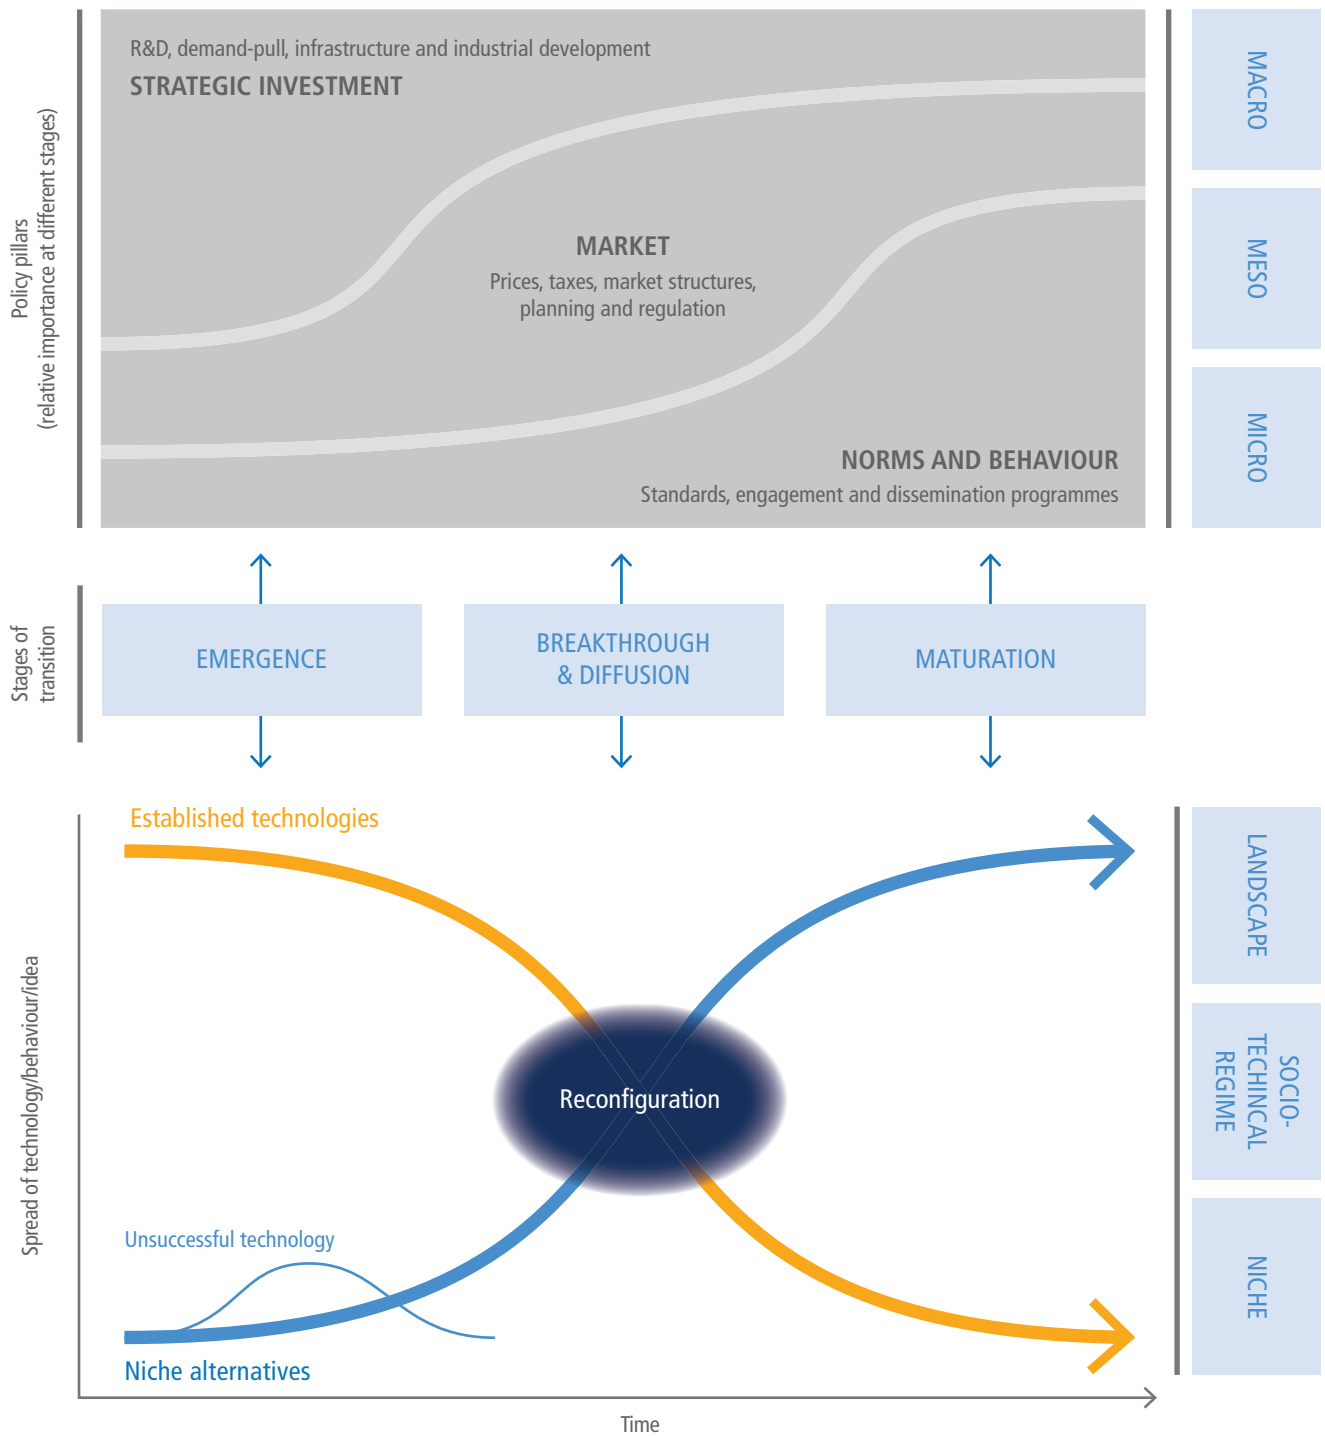 R&D, demand-pull, infrastructure and industrial development
STRATEGIC INVESTMENT
MARKET
Prices, taxes, market structures,
planning and regulation
NORMS AND BEHAVIOUR
Standards, engagement and dissemination programmes
Policy pillars
(relative importance at different stages)
MACRO
MESO
MICRO
Stages of
transition
EMERGENCE
BREAKTHROUGH
& DIFFUSION
MATURATION
Spread of technology/behaviour/idea
Established technologies
Reconfiguration
Unsuccessful technology
Niche alternatives
Time
LANDSCAPE
SOCIO-
TECHINCAL
REGIME
NICHE